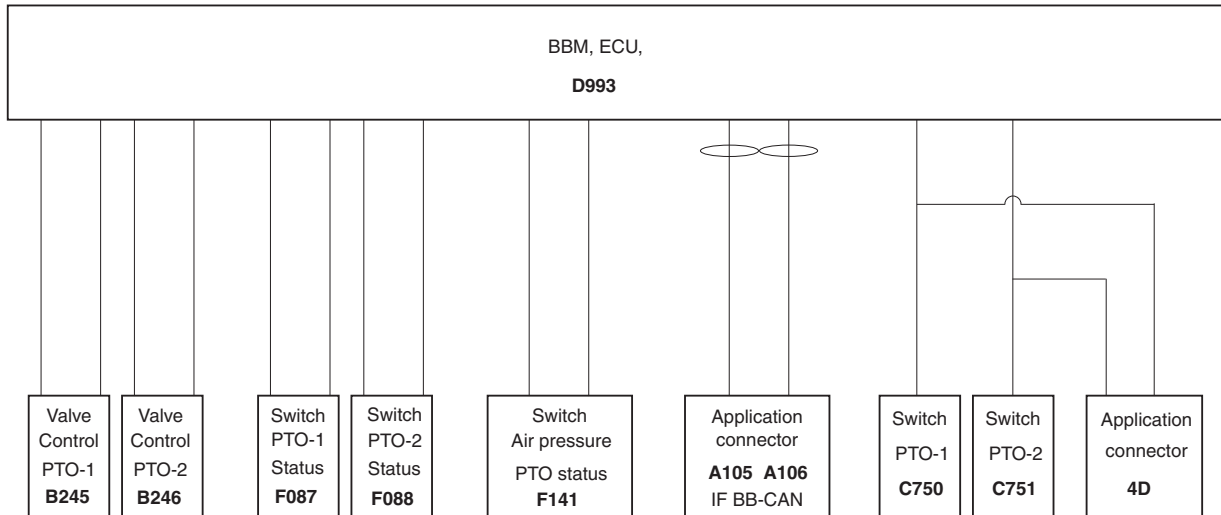 BBM, ECU,
D993
Valve
Control
PTO-1
B245
Valve
Control
PTO-2
B246
Switch
PTO-1
Status
F087
Switch
PTO-2
Status
F088
Switch
Air pressure
PTO status
F141
Application
connector
A105 A106
IF BB-CAN
Switch
PTO-1
C750
Switch
PTO-2
C751
Application
connector
4D